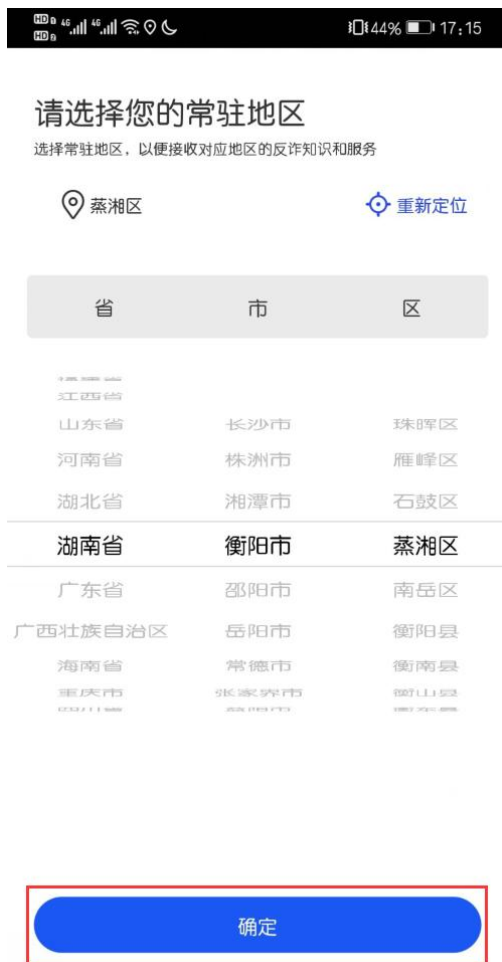 HD 4G 4G 44% 17:15
HD
请选择您的常驻地区
选择常驻地区，以便接收对应地区的反诈知识和服务
蒸湘区 重新定位
省 市 区
江西省
山东省 长沙市 珠晖区
河南省 株洲市 雁峰区
湖北省 湘潭市 石鼓区
湖南省 衡阳市 蒸湘区
广东省 邵阳市 南岳区
广西壮族自治区 岳阳市 衡阳县
海南省 常德市 衡南县
重庆市 张家界市 衡山县
确定